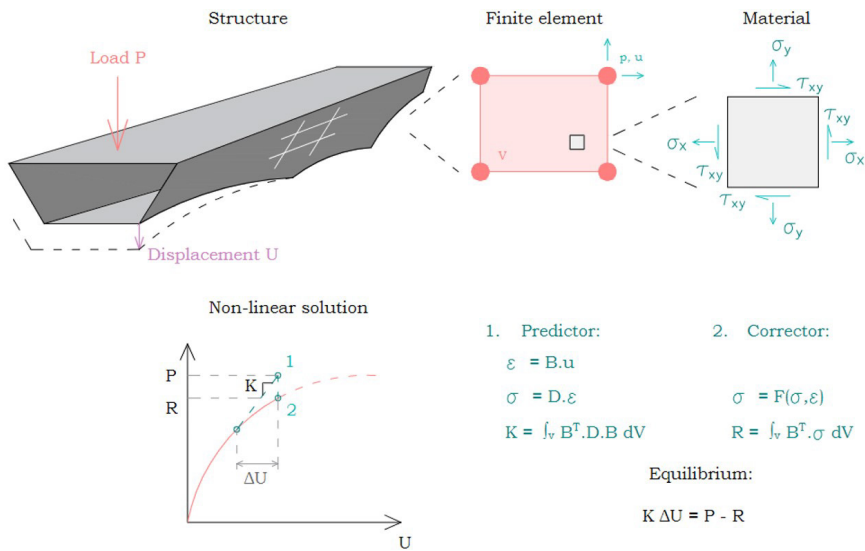 Structure
Finite element
Material
Load P
p, u
σy
τxy
τxy
V
σx
σx
τxy
τxy
σy
Displacement U
Non-linear solution
1. Predictor:
2. Corrector:
P
1
ε = B.u
K
R
2
σ = D.ε
σ = F(σ,ε)
K = ∫v Bᵀ.D.B dV
R = ∫v Bᵀ.σ dV
ΔU
Equilibrium:
K ΔU = P - R
U